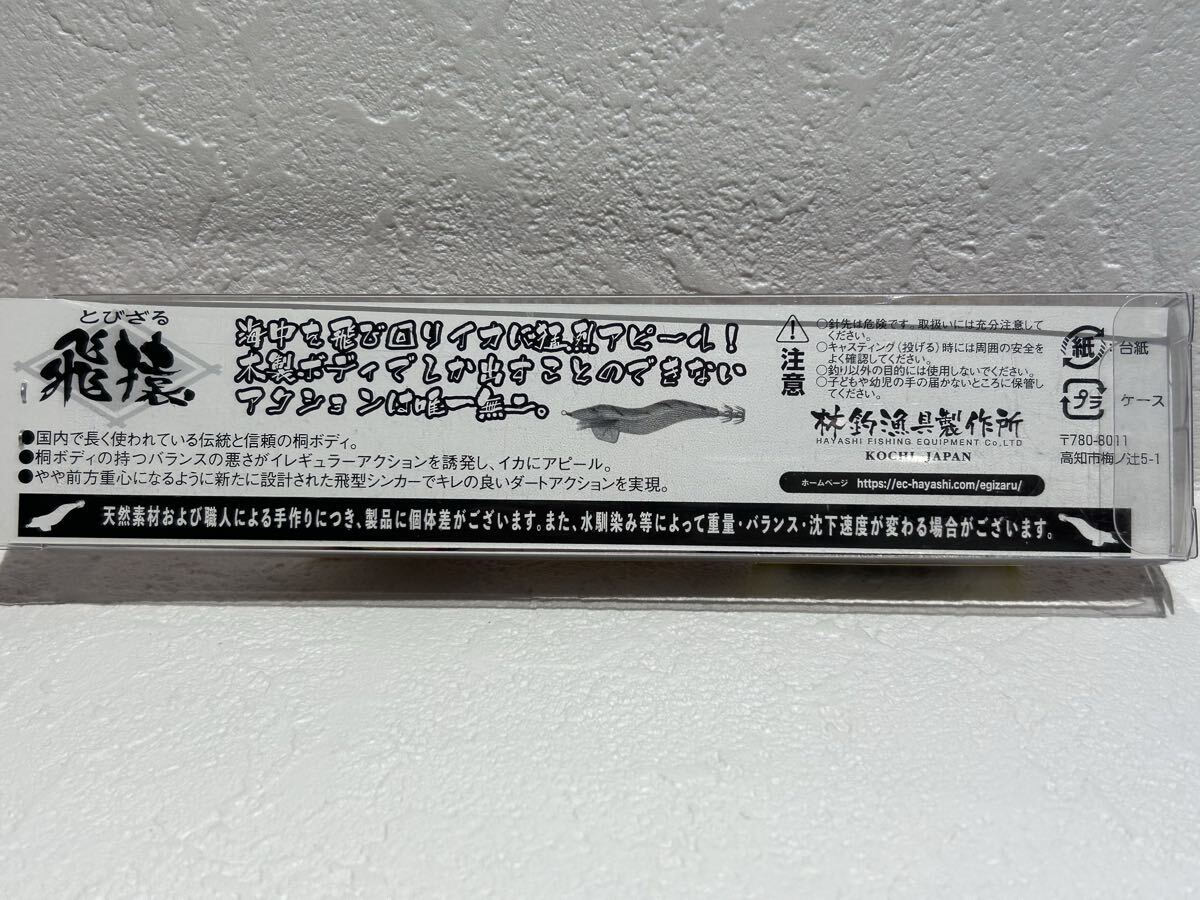 とびざる
飛猿
海中を飛び回りイカに猛烈アピール!
木製ボディでしか出すことのできない
アクションは唯一無二。
●国内で長く使われている伝統と信頼の桐ボディ。
●桐ボディの持つバランスの悪さがイレギュラーアクションを誘発し、イカにアピール。
●やや前方重心になるように新たに設計された飛型シンカーでキレの良いダートアクションを実現。
注意
○針先は危険です。取扱いには充分注意して
ください。
○キャスティング(投げる)時には周囲の安全を
よく確認してください。
○釣り以外の目的には使用しないでください。
○子どもや幼児の手の届かないところに保管し
てください。
林釣漁具製作所
HAYASHI FISHING EQUIPMENT Co,.LTD
KOCHI JAPAN
ホームページ https://ec-hayashi.com/egizaru/
紙:台紙
プラ ケース
〒780-8011
高知市梅ノ辻5-1
天然素材および職人による手作りにつき、製品に個体差がございます。また、水馴染み等によって重量・バランス・沈下速度が変わる場合がございます。